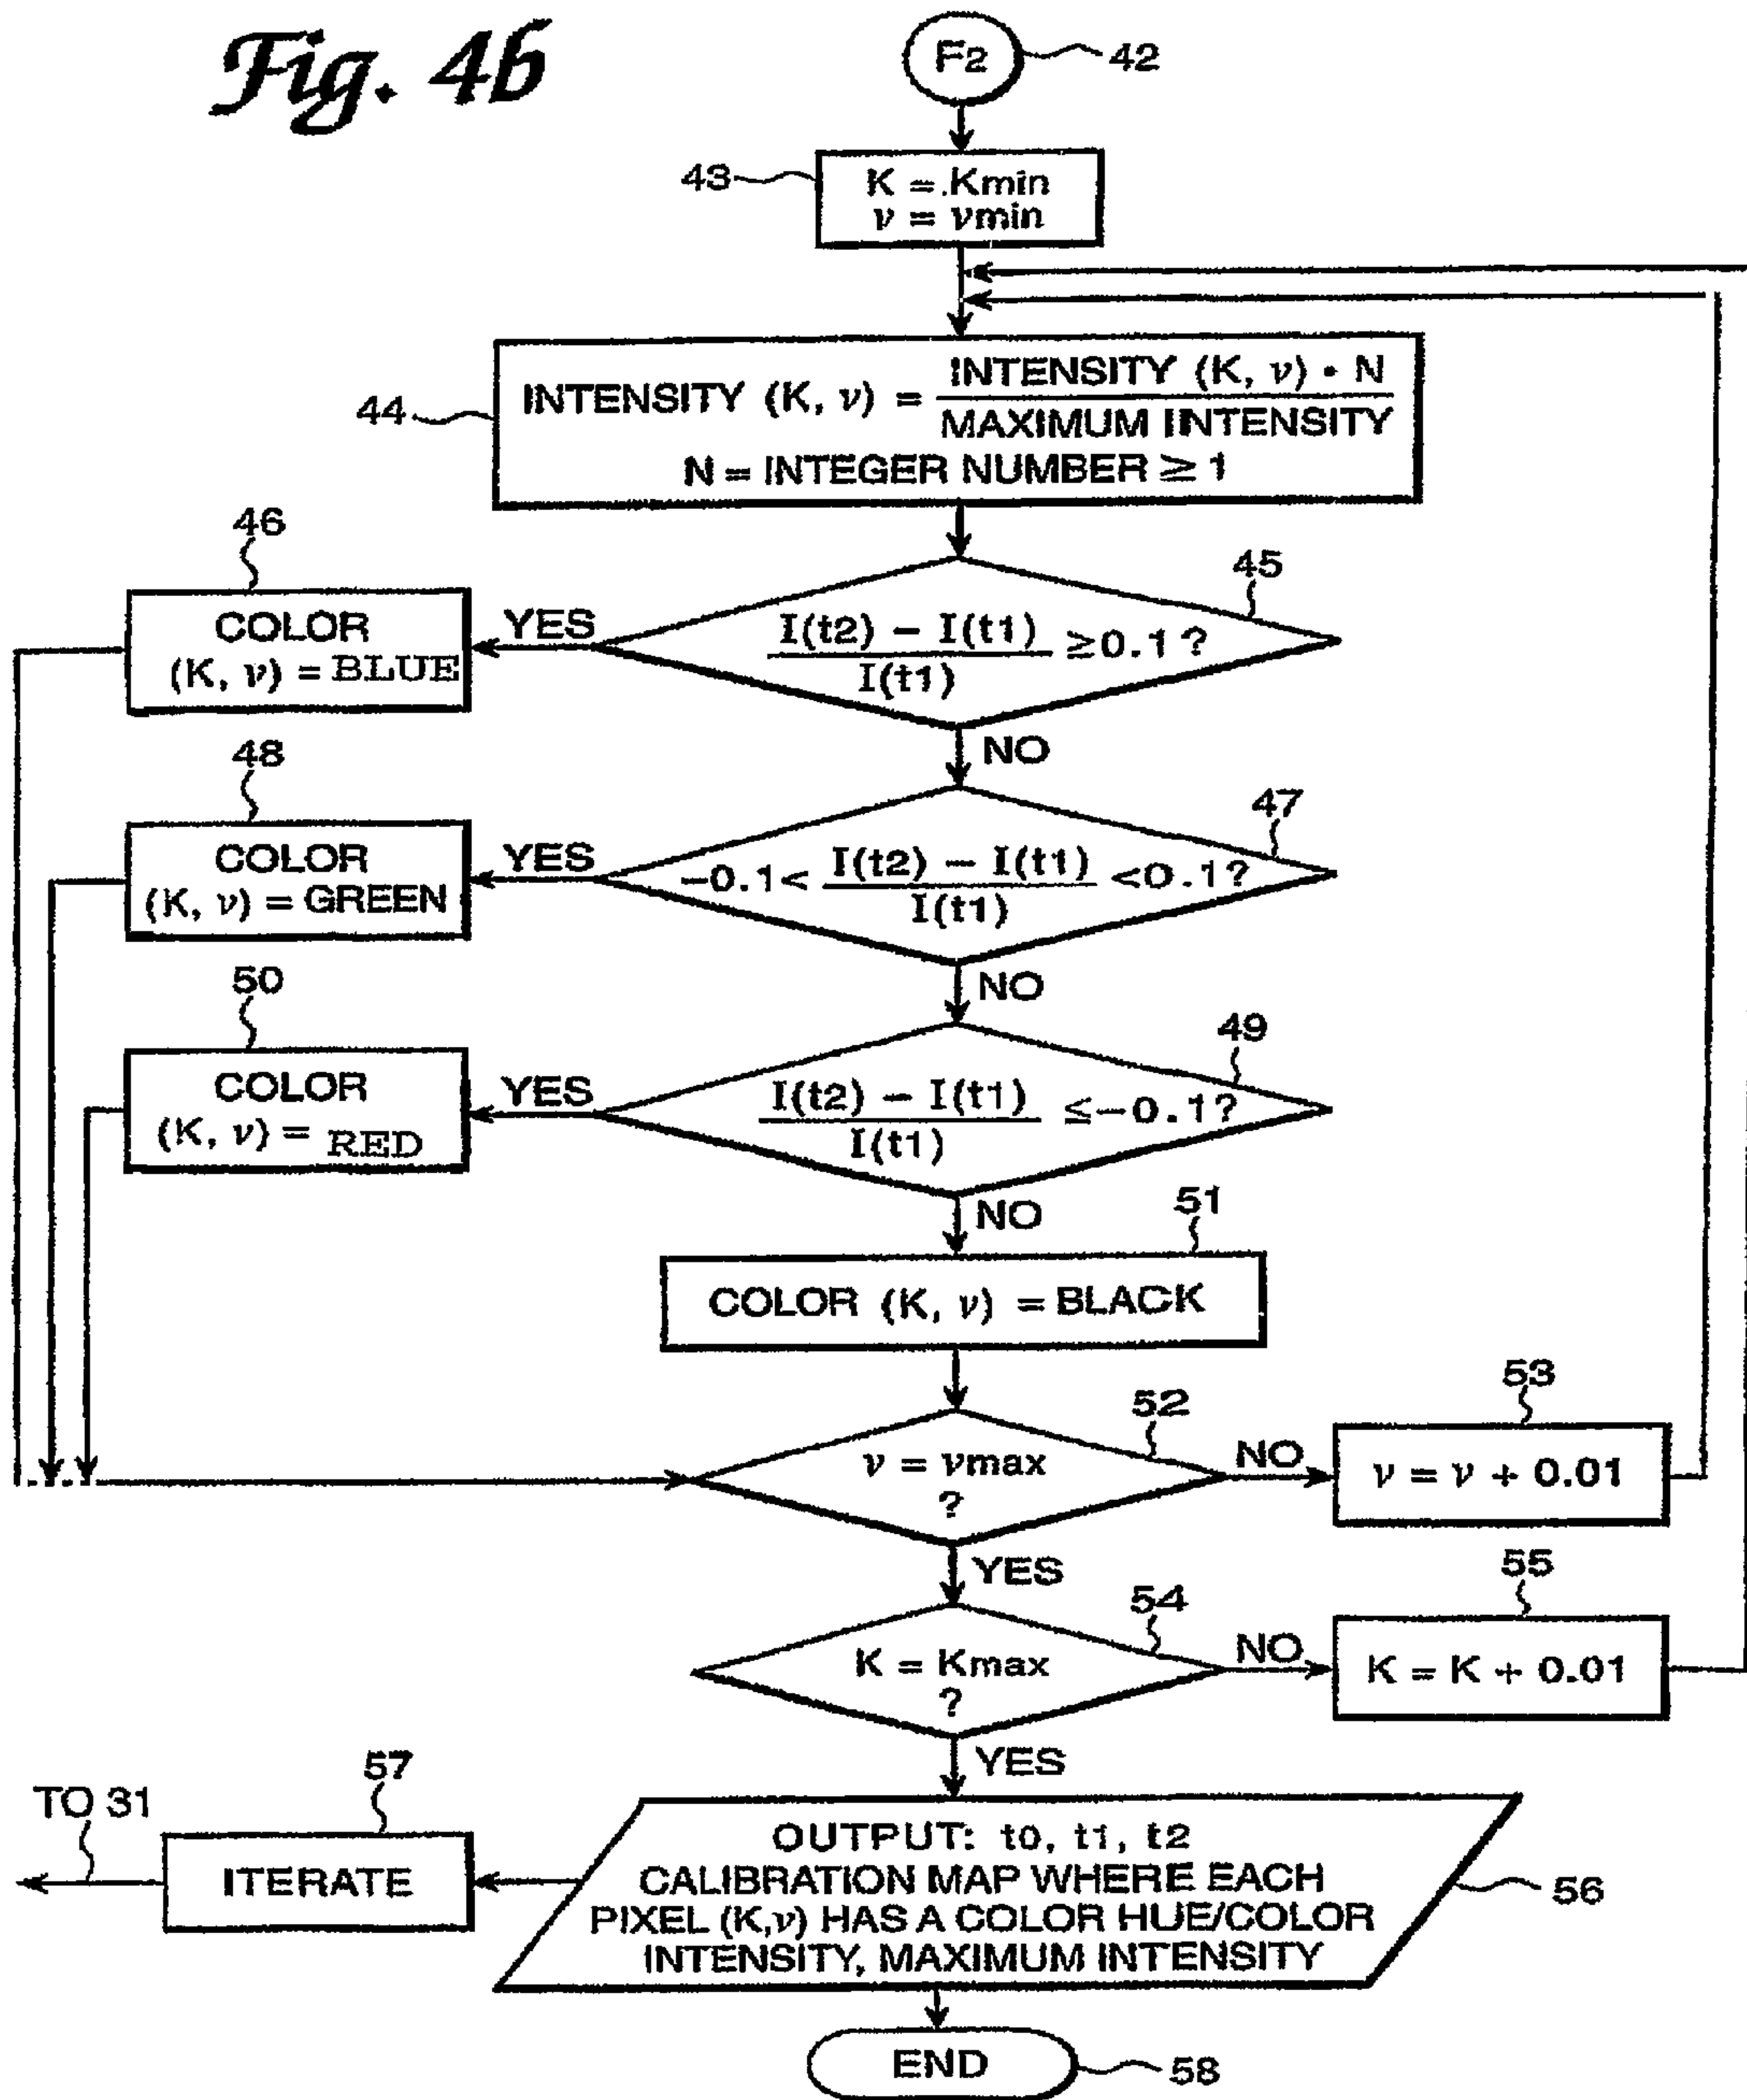 Fig. 4b
F2
42
43
K = .Kmin
ν = νmin
44
INTENSITY (K, ν) = INTENSITY (K, ν) • N / MAXIMUM INTENSITY
N = INTEGER NUMBER ≥ 1
46
COLOR
(K, ν) = BLUE
YES
45
I(t2) – I(t1) / I(t1) ≥0.1 ?
NO
48
COLOR
(K, ν) = GREEN
YES
47
-0.1< I(t2) – I(t1) / I(t1) <0.1?
NO
50
COLOR
(K, ν) = RED
YES
49
I(t2) – I(t1) / I(t1) ≤-0.1?
NO
51
COLOR (K, ν) = BLACK
52
ν = νmax
?
NO
53
ν = ν + 0.01
YES
54
K = Kmax
?
NO
55
K = K + 0.01
YES
TO 31
57
ITERATE
OUTPUT: t0, t1, t2
CALIBRATION MAP WHERE EACH
PIXEL (K,ν) HAS A COLOR HUE/COLOR
INTENSITY, MAXIMUM INTENSITY
56
END
58